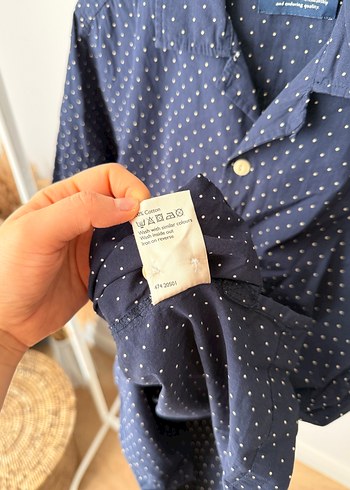 and enduring quality
Cotton
Wash with similar colours
Wash inside out
Iron on reverse
474 20501